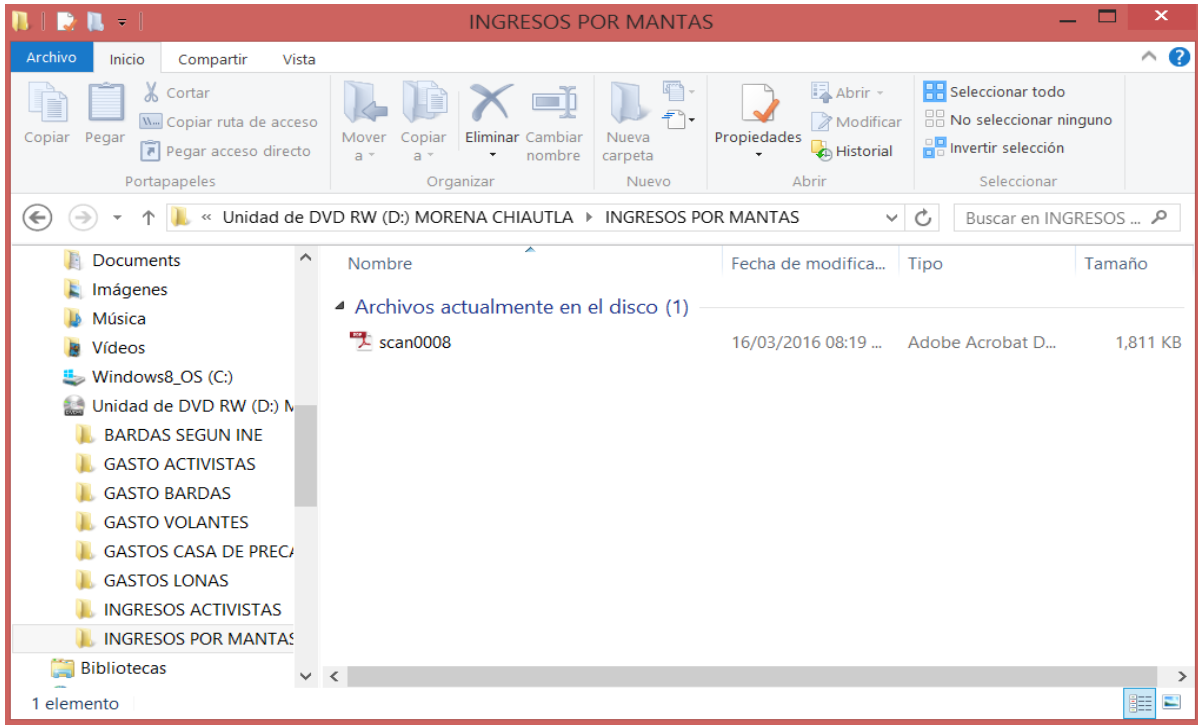 INGRESOS POR MANTAS
Archivo Inicio Compartir Vista
Copiar
Pegar
Cortar
Copiar ruta de acceso
Pegar acceso directo
Portapapeles
Mover a
Copiar a
Eliminar
Cambiar nombre
Organizar
Nueva carpeta
Nuevo
Propiedades
Abrir
Modificar
Historial
Abrir
Seleccionar todo
No seleccionar ninguno
Invertir selección
Seleccionar
« Unidad de DVD RW (D:) MORENA CHIAUTLA INGRESOS POR MANTAS
Buscar en INGRESOS ...
Documents
Imágenes
Música
Vídeos
Windows8_OS (C:)
Unidad de DVD RW (D:) M
BARDAS SEGUN INE
GASTO ACTIVISTAS
GASTO BARDAS
GASTO VOLANTES
GASTOS CASA DE PRECA
GASTOS LONAS
INGRESOS ACTIVISTAS
INGRESOS POR MANTAS
Bibliotecas
Nombre Fecha de modifica... Tipo Tamaño
Archivos actualmente en el disco (1)
scan0008 16/03/2016 08:19 ... Adobe Acrobat D... 1,811 KB
1 elemento